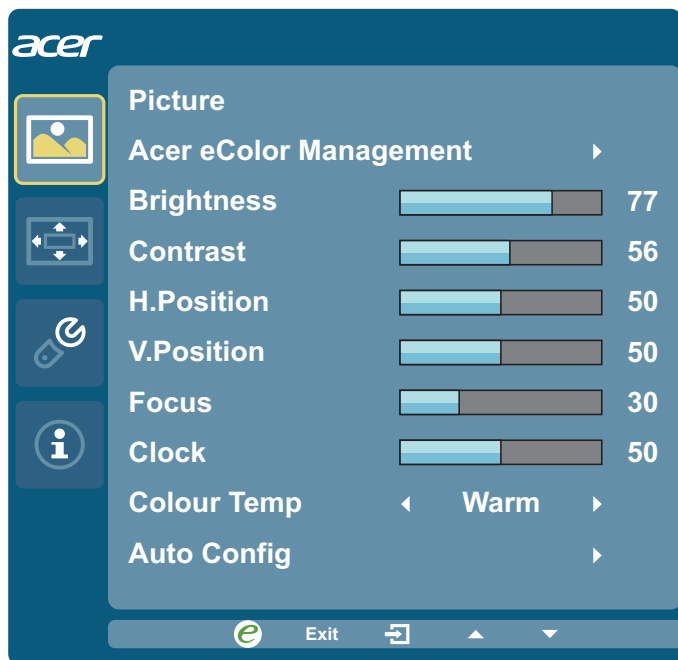 acer
Picture
Acer eColor Management
Brightness 77
Contrast 56
H.Position 50
V.Position 50
Focus 30
Clock 50
Colour Temp Warm
Auto Config
e Exit